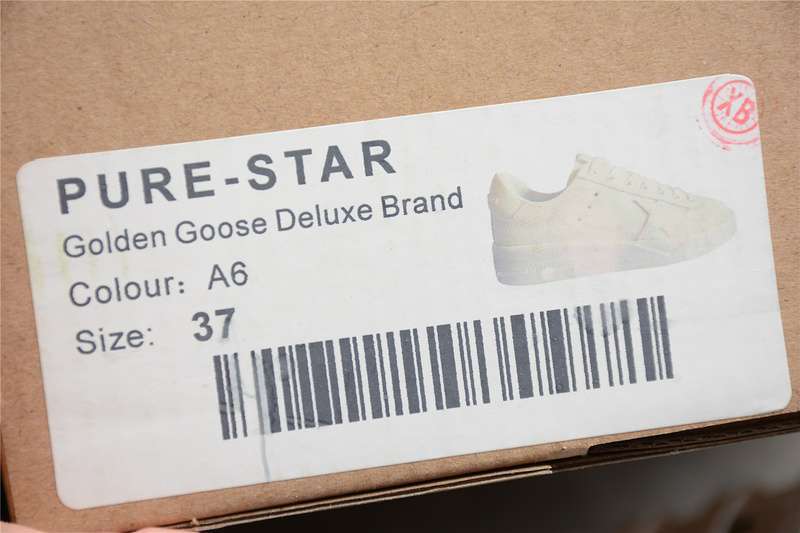 PURE-STAR
Golden Goose Deluxe Brand
Colour: A6
Size: 37
XB